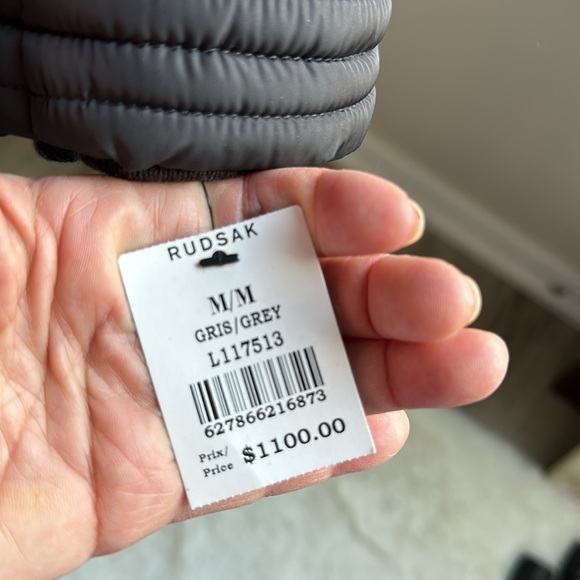 RUDSAK
M/M
GRIS/GREY
L117513
627866216873
Prix/
Price $1100.00